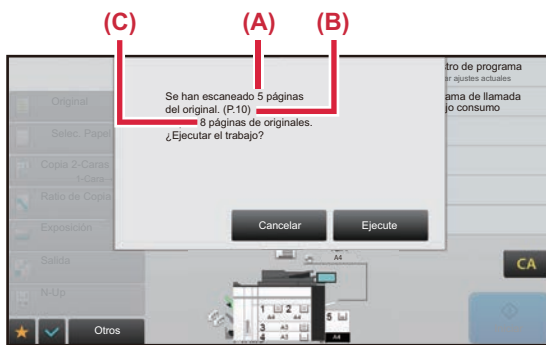 (C) (A) (B)
stro de programa
ar ajustes actuales
Se han escaneado 5 páginas
del original. (P.10)
8 páginas de originales.
¿Ejecutar el trabajo?
ama de llamada
jo consumo
Original
Selec. Papel
Copia 2-Caras
1-Cara→
Ratio de Copia
Exposición
Salida
N-Up
Cancelar Ejecute
A4
CA
1 A4 2 A4 5 A4
3 A3
4 A3
Otros